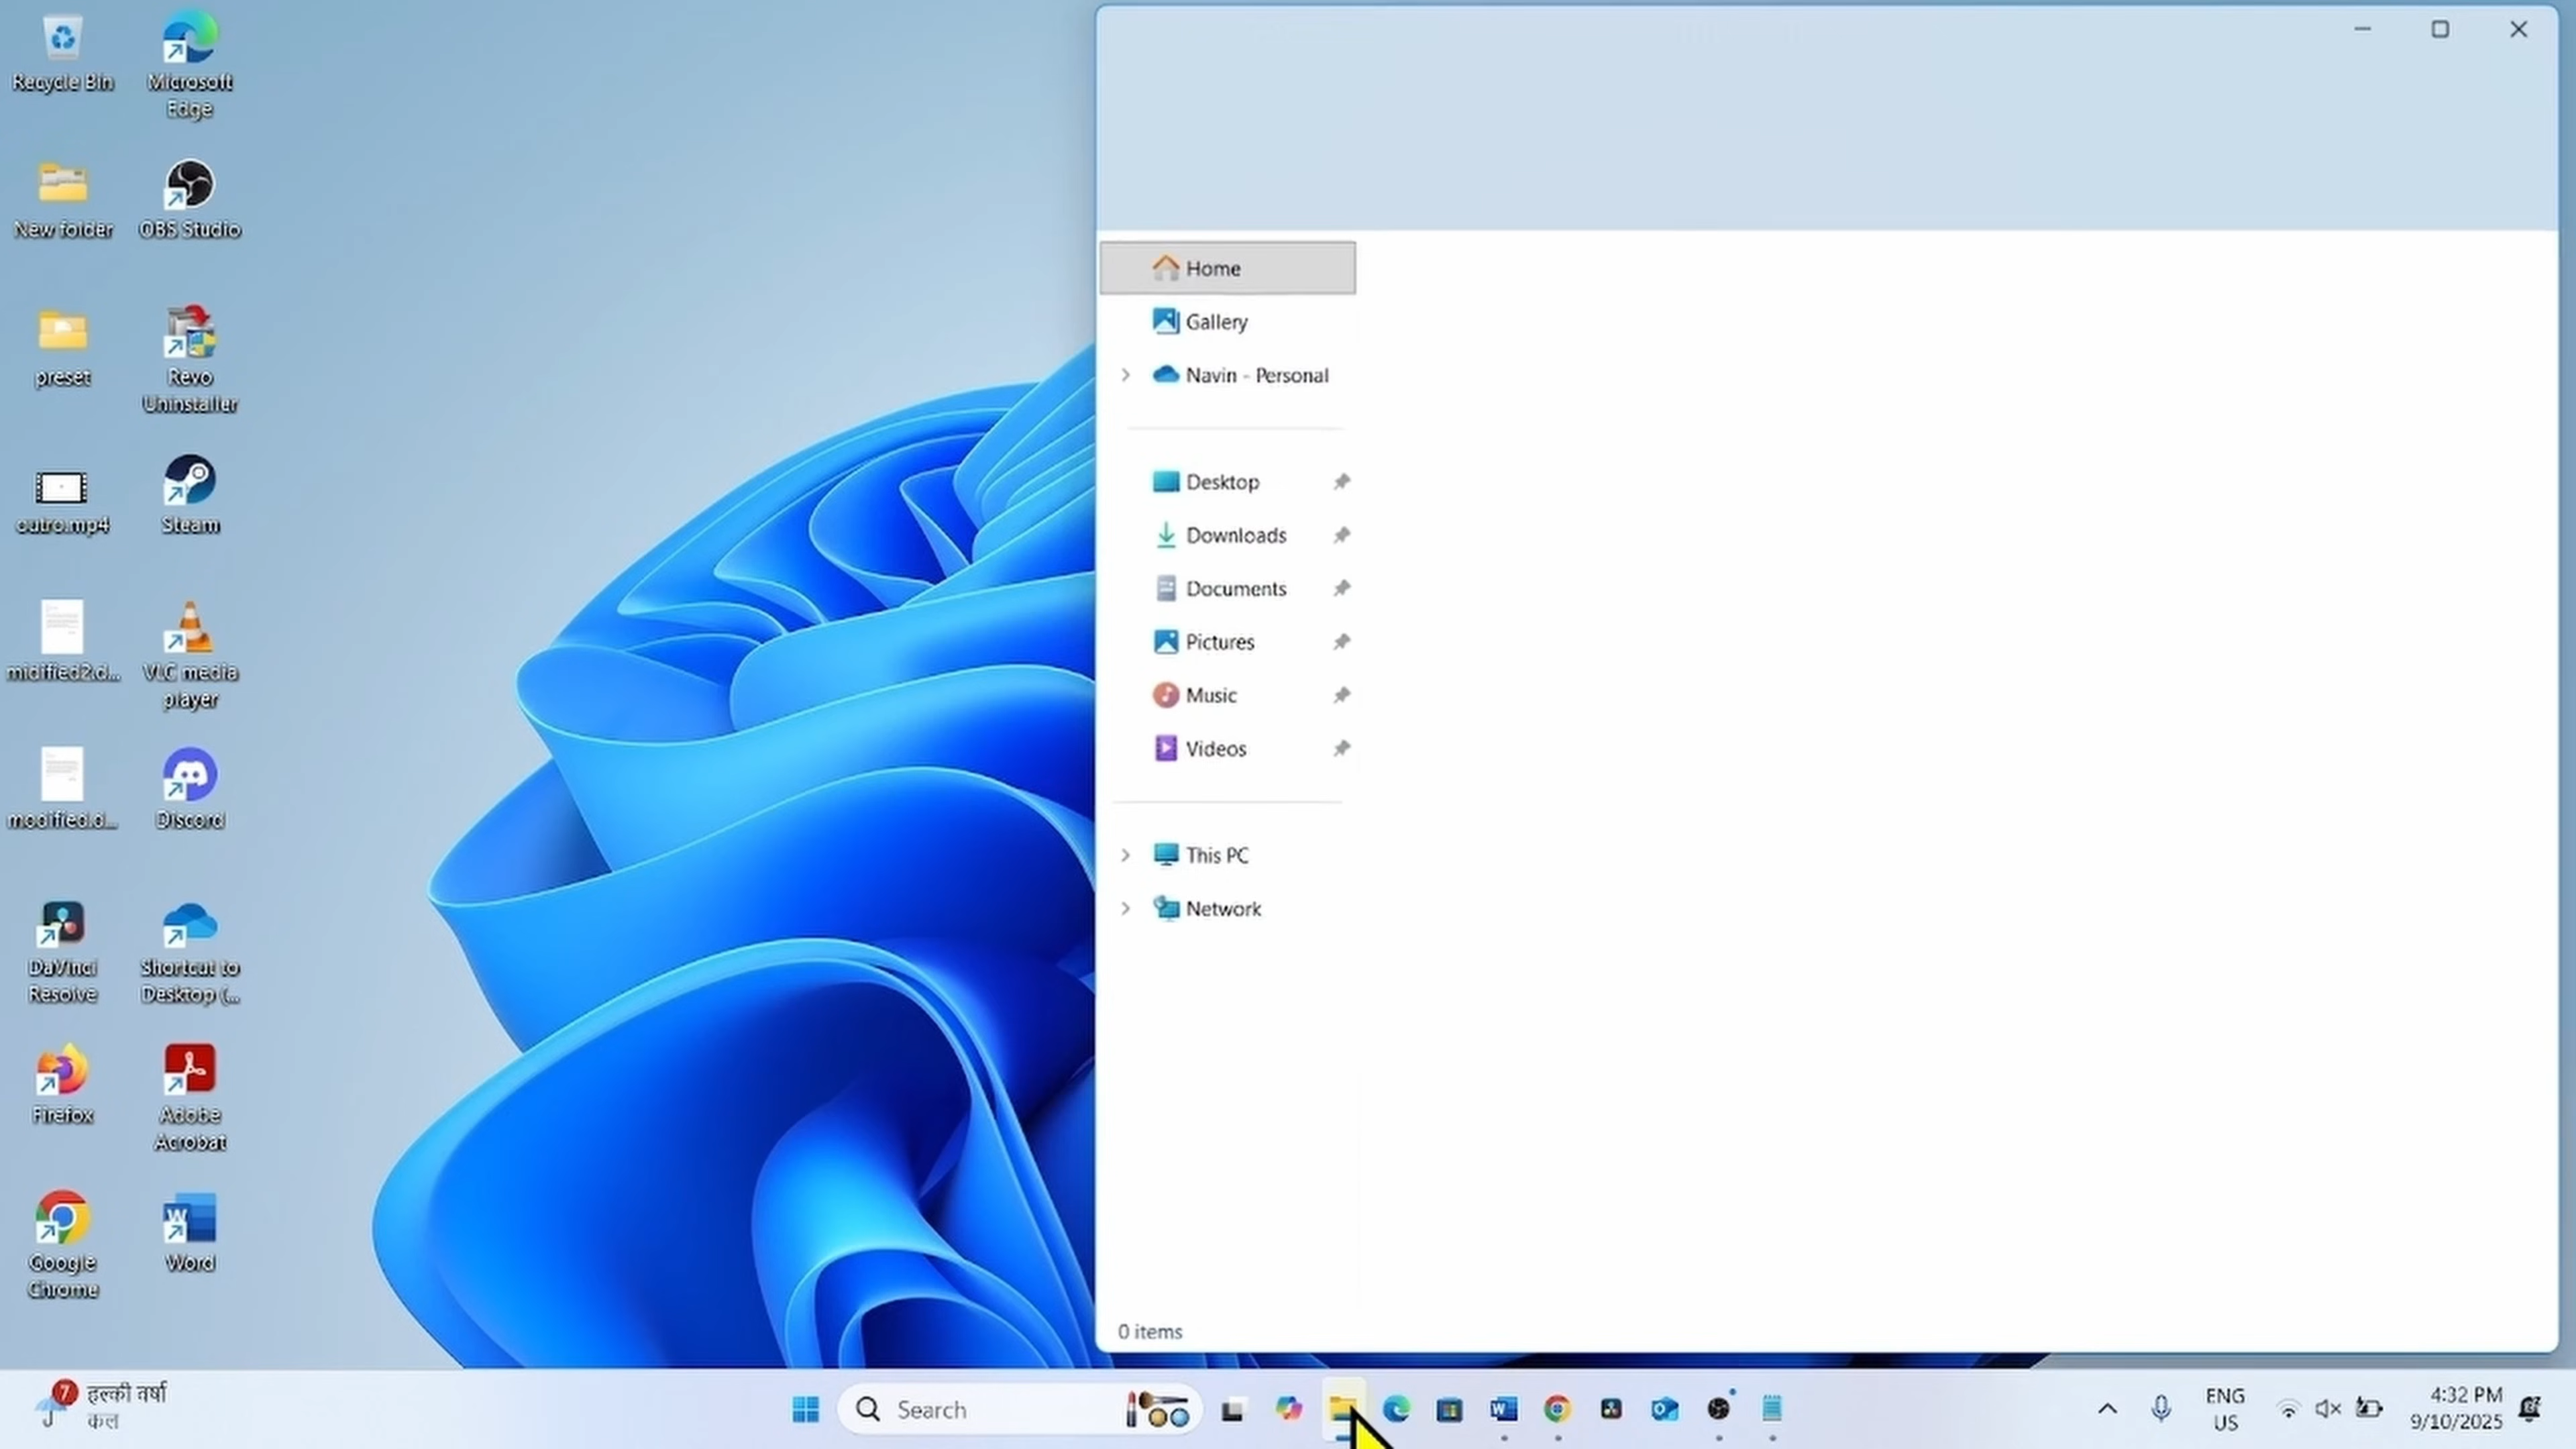 Recycle Bin
Microsoft
Edge
New folder
OBS Studio
preset
Revo
Uninstaller
outro.mp4
Steam
midified2.d...
VLC media
player
modified.d...
Discord
DaVinci
Resolve
Shortcut to
Desktop (...
Firefox
Adobe
Acrobat
Google
Chrome
Word
Home
Gallery
Navin - Personal
Desktop
Downloads
Documents
Pictures
Music
Videos
This PC
Network
0 items
7
हल्की वर्षा
कल
Search
ENG
US
4:32 PM
9/10/2025